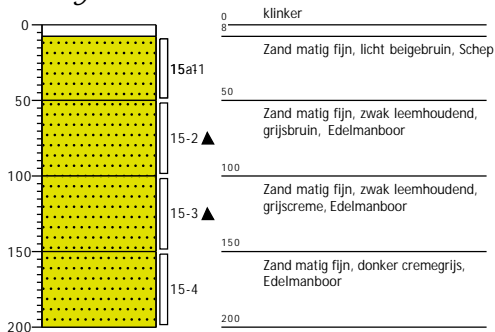 0
0
klinker
8
Zand matig fijn, licht beigebruin, Schep
50
50
Zand matig fijn, zwak leemhoudend,
grijsbruin, Edelmanboor
15-2
100
100
Zand matig fijn, zwak leemhoudend,
grijscreme, Edelmanboor
15-3
150
150
Zand matig fijn, donker cremegrijs,
Edelmanboor
15-4
200
200